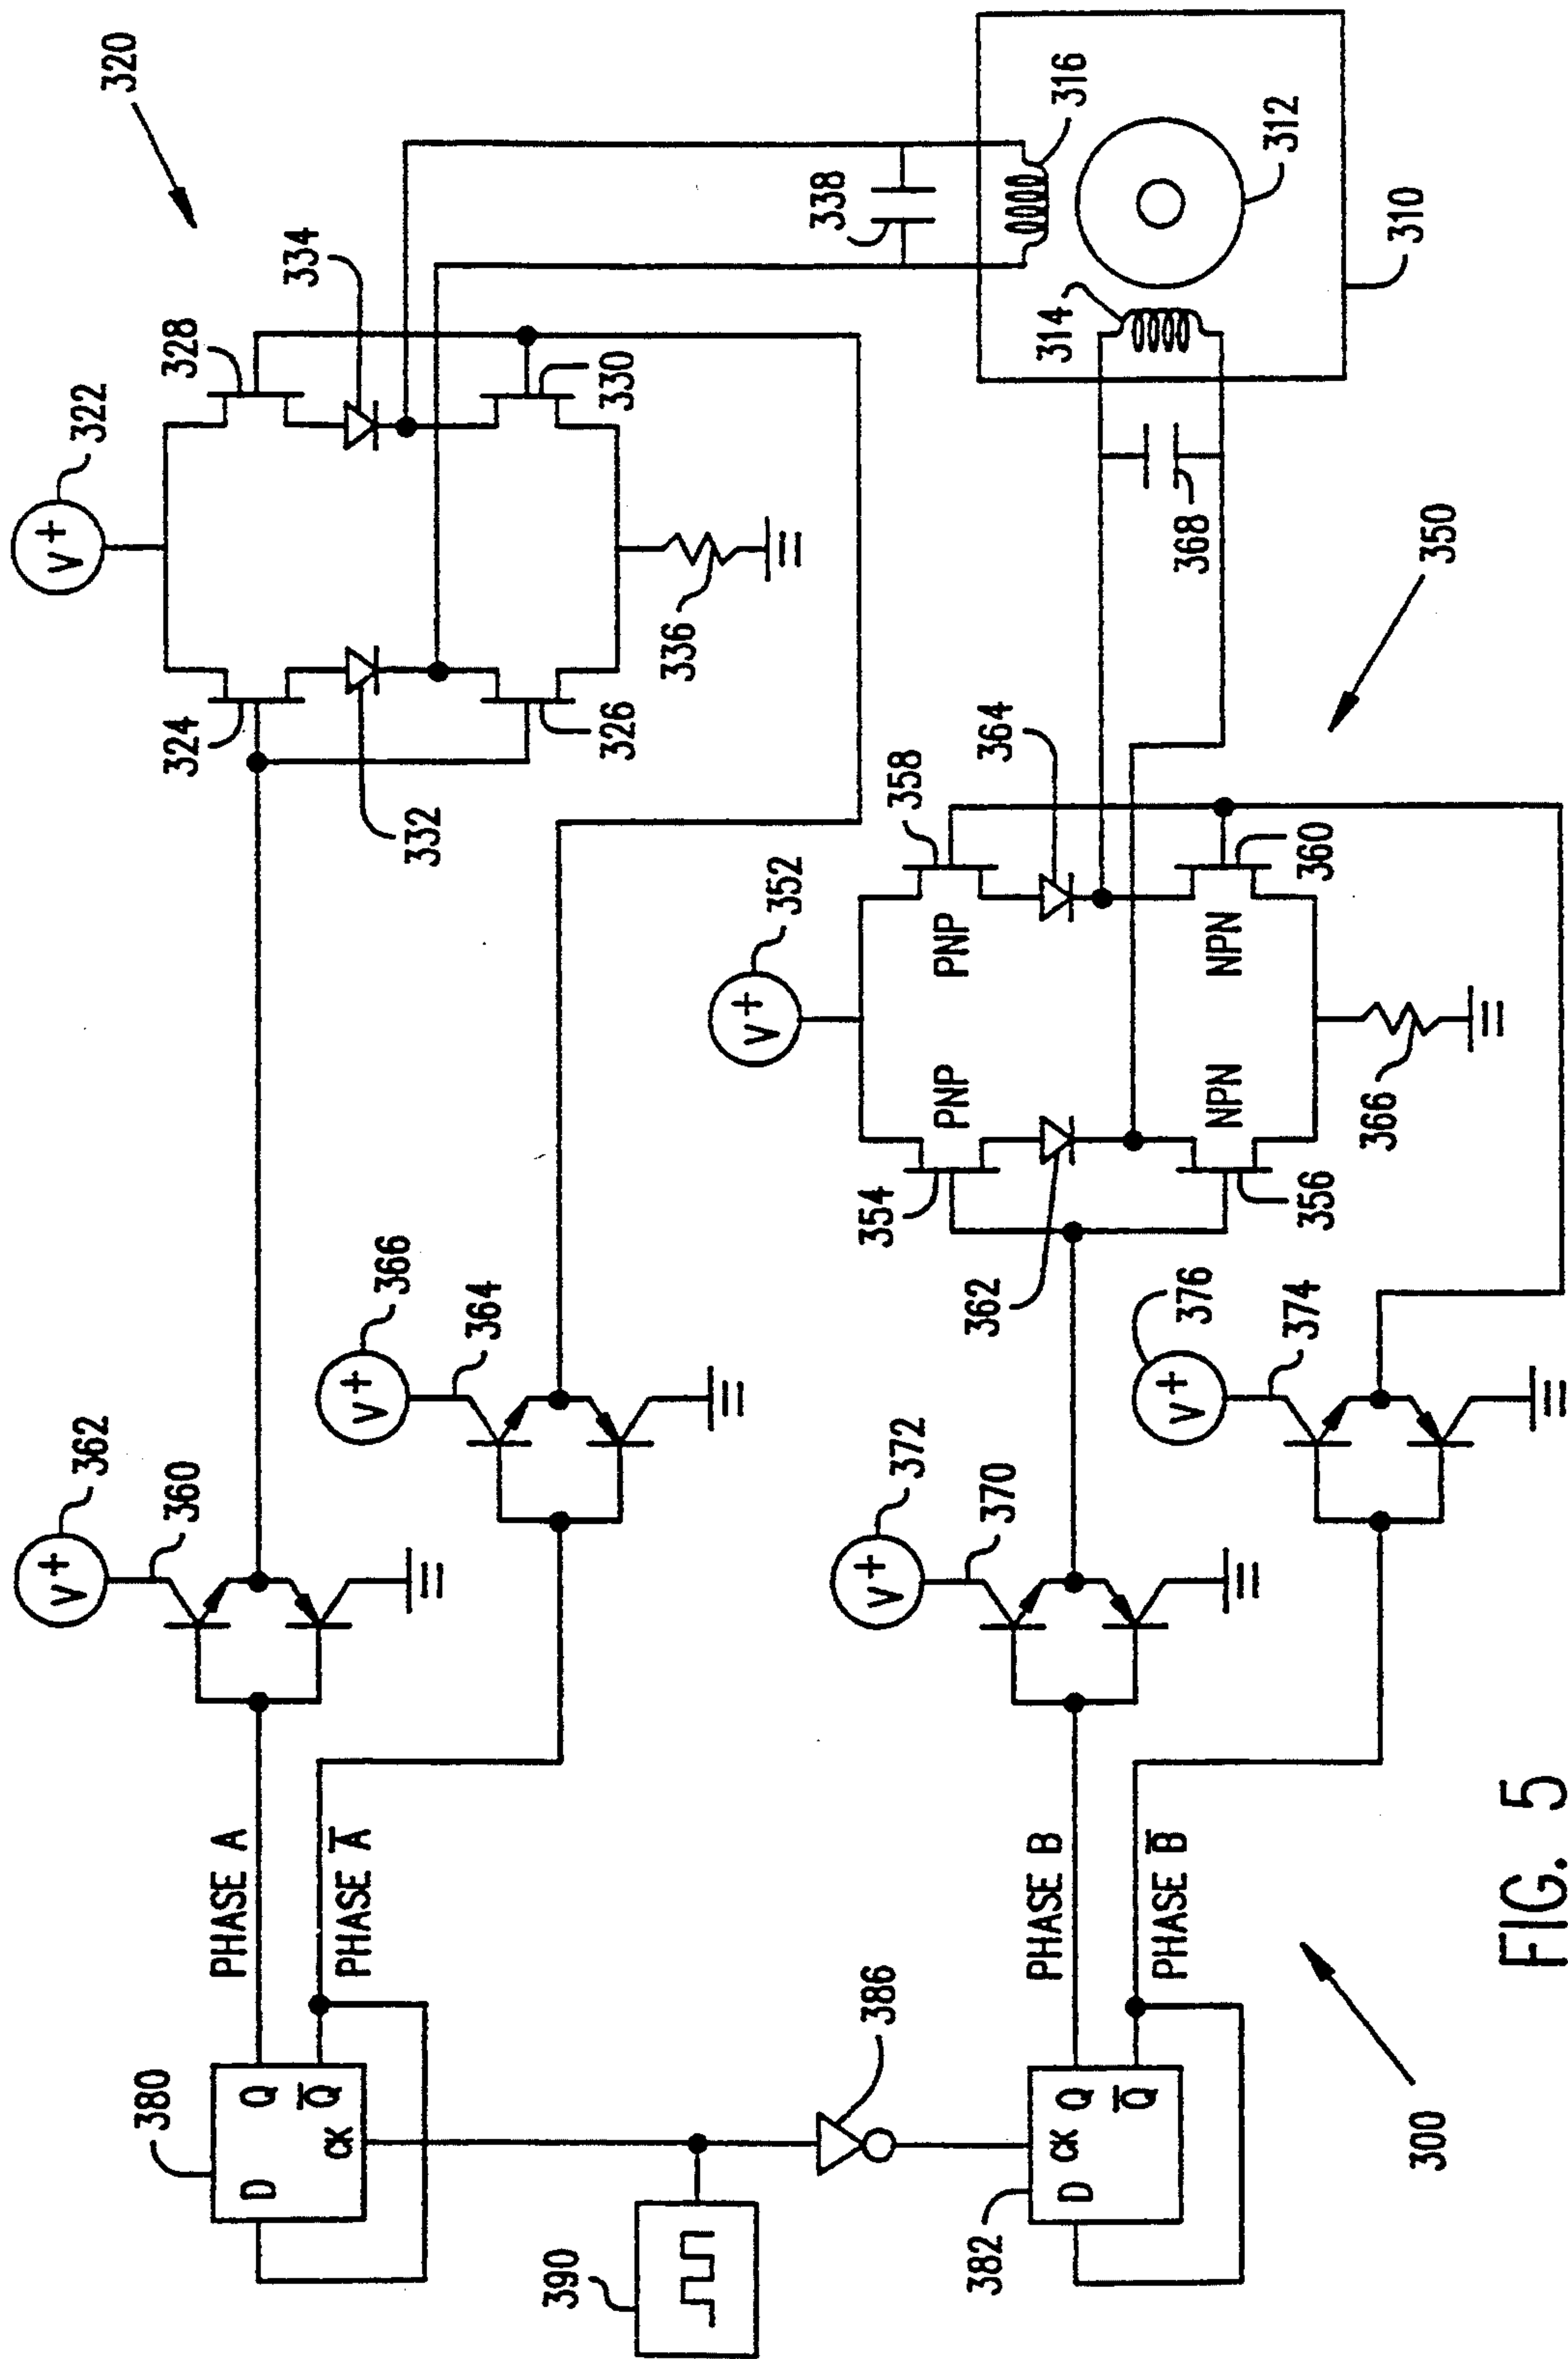 320
V+
322
328
334
324
332
326
330
336
338
316
314
312
310
368
362
V+
360
366
V+
364
PHASE A
PHASE A̅
380
D
Q
Q̅
CK
390
386
352
V+
358
364
354
PNP
PNP
362
NPN
NPN
356
360
366
350
372
V+
370
376
V+
374
PHASE B
PHASE B̅
382
CK
D
Q
Q̅
300
FIG. 5